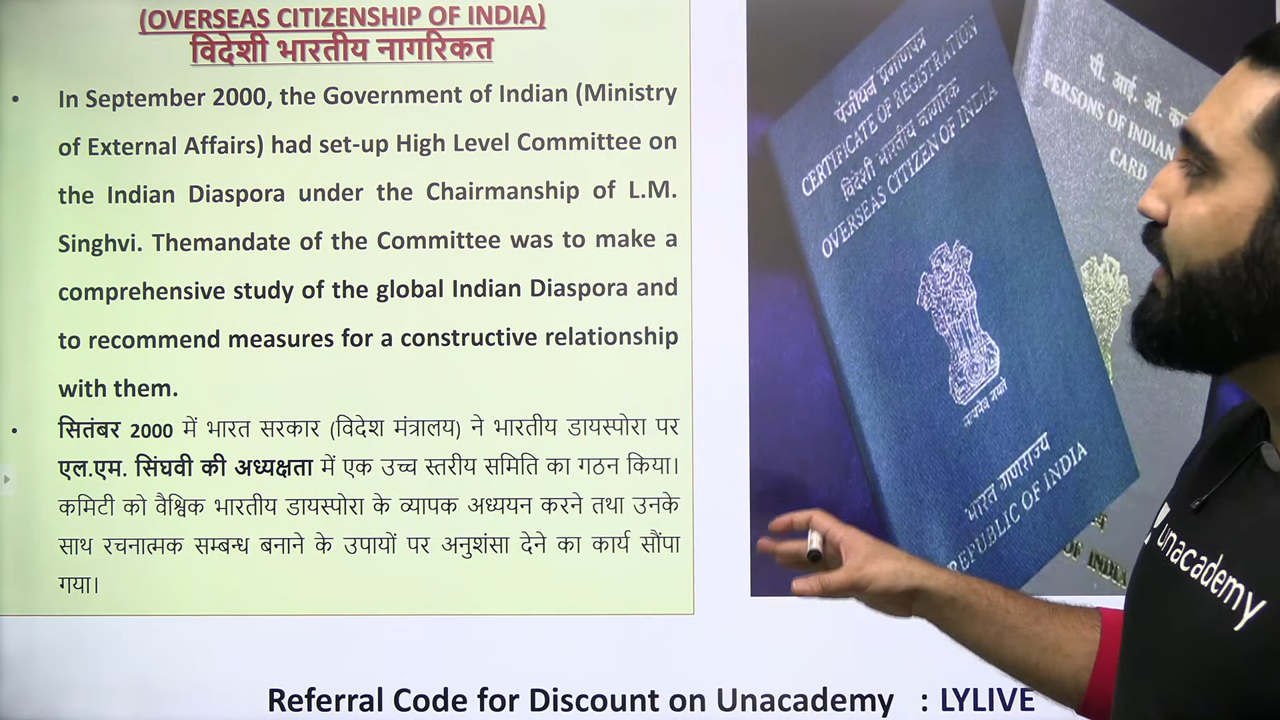 (OVERSEAS CITIZENSHIP OF INDIA)
विदेशी भारतीय नागरिकत
• In September 2000, the Government of Indian (Ministry
of External Affairs) had set-up High Level Committee on
the Indian Diaspora under the Chairmanship of L.M.
Singhvi. Themandate of the Committee was to make a
comprehensive study of the global Indian Diaspora and
to recommend measures for a constructive relationship
with them.
• सितंबर 2000 में भारत सरकार (विदेश मंत्रालय) ने भारतीय डायस्पोरा पर
एल.एम. सिंघवी की अध्यक्षता में एक उच्च स्तरीय समिति का गठन किया।
कमिटी को वैश्विक भारतीय डायस्पोरा के व्यापक अध्ययन करने तथा उनके
साथ रचनात्मक सम्बन्ध बनाने के उपायों पर अनुशंसा देने का कार्य सौंपा
गया।
पंजीयन प्रमाणपत्र
CERTIFICATE OF REGISTRATION
विदेशी भारतीय नागरिक
OVERSEAS CITIZEN OF INDIA
सत्यमेव जयते
भारत गणराज्य
REPUBLIC OF INDIA
पी. आई. ओ.
PERSONS OF INDIAN
CARD
OF INDIA
unacademy
Referral Code for Discount on Unacademy : LYLIVE